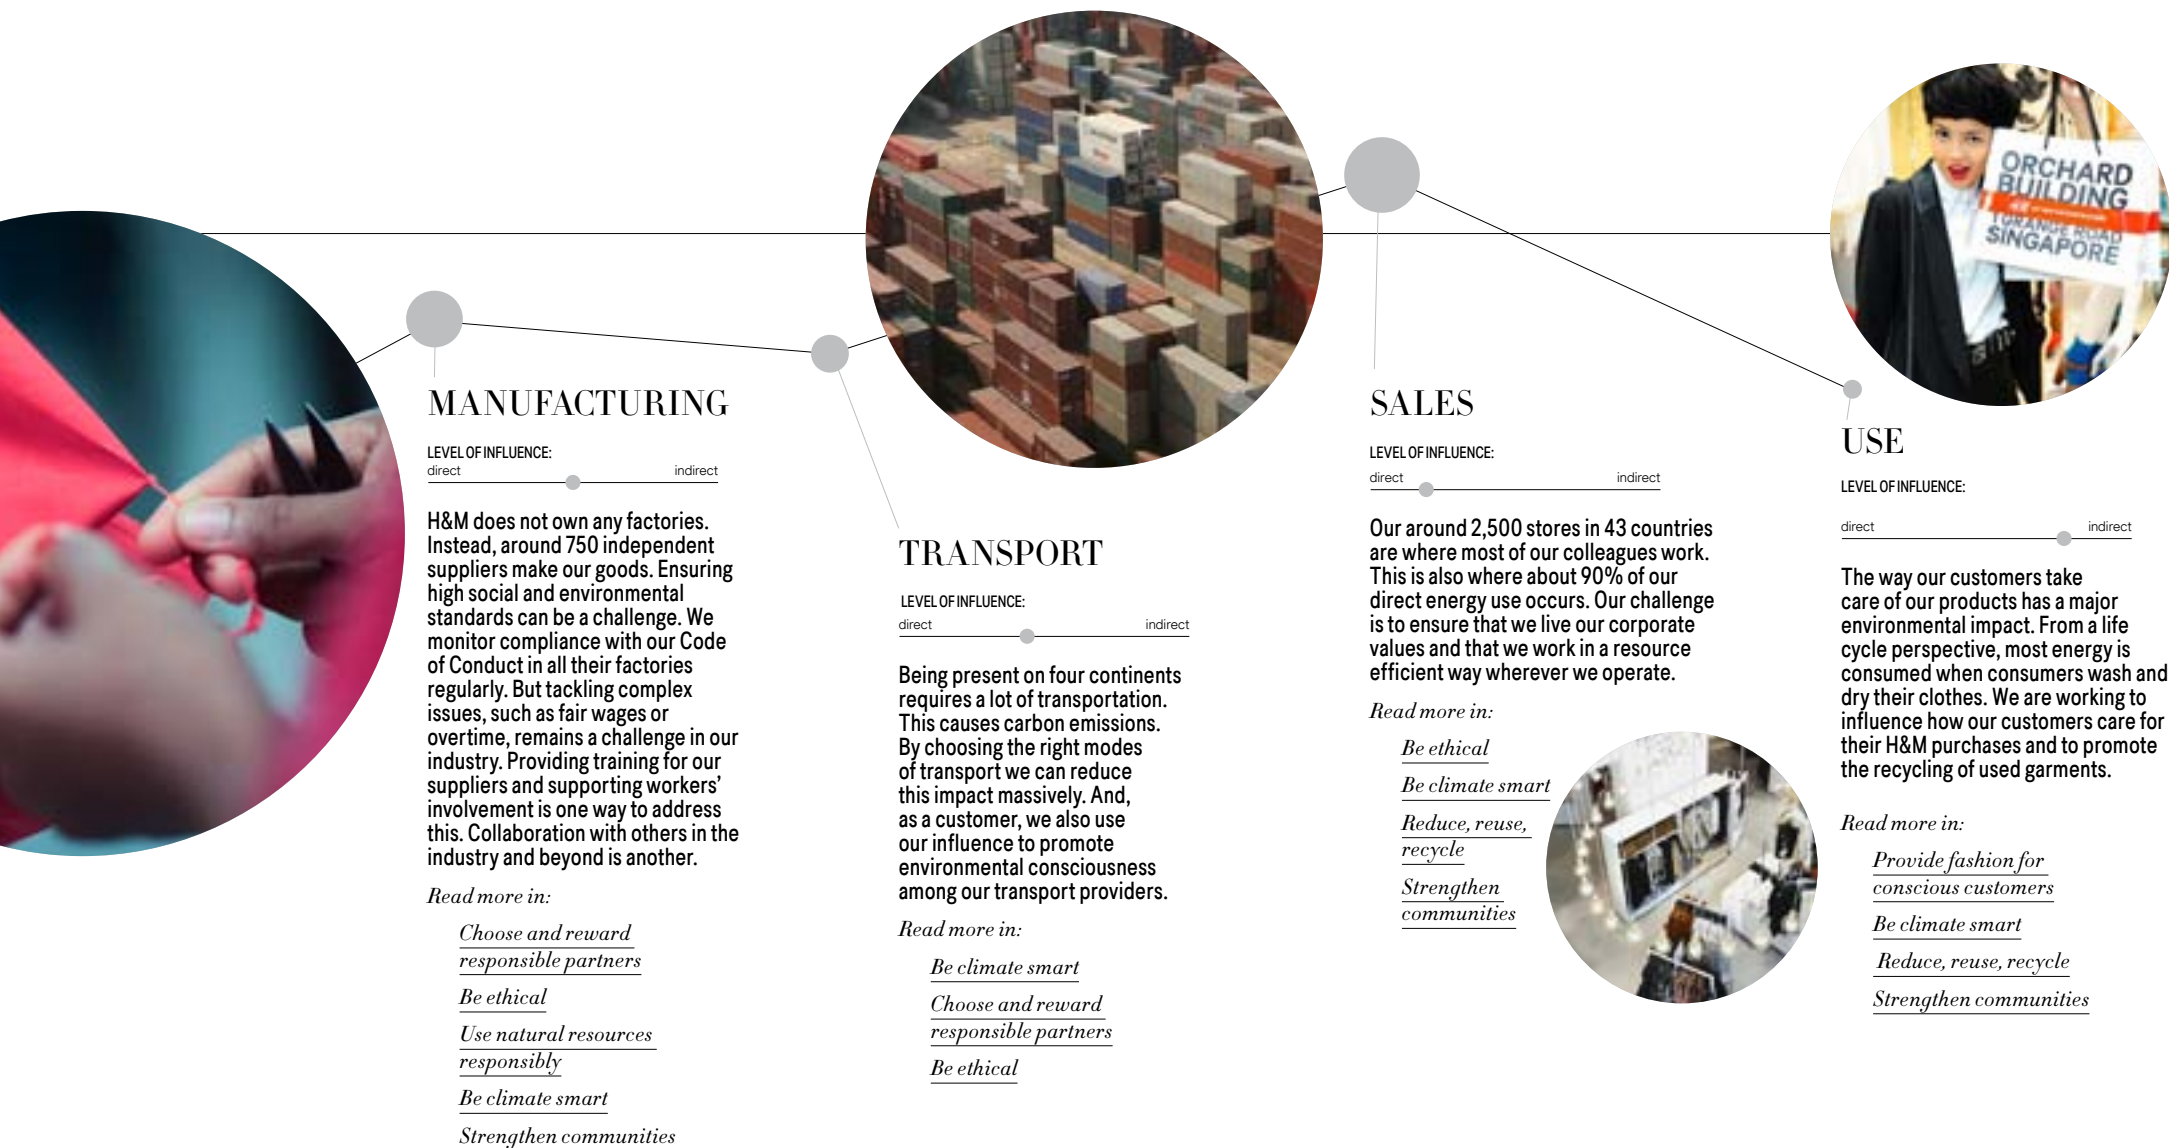 ORCHARD
BUILDING
SINGAPORE
MANUFACTURING
LEVEL OF INFLUENCE:
direct indirect
H&M does not own any factories.
Instead, around 750 independent
suppliers make our goods. Ensuring
high social and environmental
standards can be a challenge. We
monitor compliance with our Code
of Conduct in all their factories
regularly. But tackling complex
issues, such as fair wages or
overtime, remains a challenge in our
industry. Providing training for our
suppliers and supporting workers’
involvement is one way to address
this. Collaboration with others in the
industry and beyond is another.
Read more in:
Choose and reward
responsible partners
Be ethical
Use natural resources
responsibly
Be climate smart
Strengthen communities
TRANSPORT
LEVEL OF INFLUENCE:
direct indirect
Being present on four continents
requires a lot of transportation.
This causes carbon emissions.
By choosing the right modes
of transport we can reduce
this impact massively. And,
as a customer, we also use
our influence to promote
environmental consciousness
among our transport providers.
Read more in:
Be climate smart
Choose and reward
responsible partners
Be ethical
SALES
LEVEL OF INFLUENCE:
direct indirect
Our around 2,500 stores in 43 countries
are where most of our colleagues work.
This is also where about 90% of our
direct energy use occurs. Our challenge
is to ensure that we live our corporate
values and that we work in a resource
efficient way wherever we operate.
Read more in:
Be ethical
Be climate smart
Reduce, reuse,
recycle
Strengthen
communities
USE
LEVEL OF INFLUENCE:
direct indirect
The way our customers take
care of our products has a major
environmental impact. From a life
cycle perspective, most energy is
consumed when consumers wash and
dry their clothes. We are working to
influence how our customers care for
their H&M purchases and to promote
the recycling of used garments.
Read more in:
Provide fashion for
conscious customers
Be climate smart
Reduce, reuse, recycle
Strengthen communities